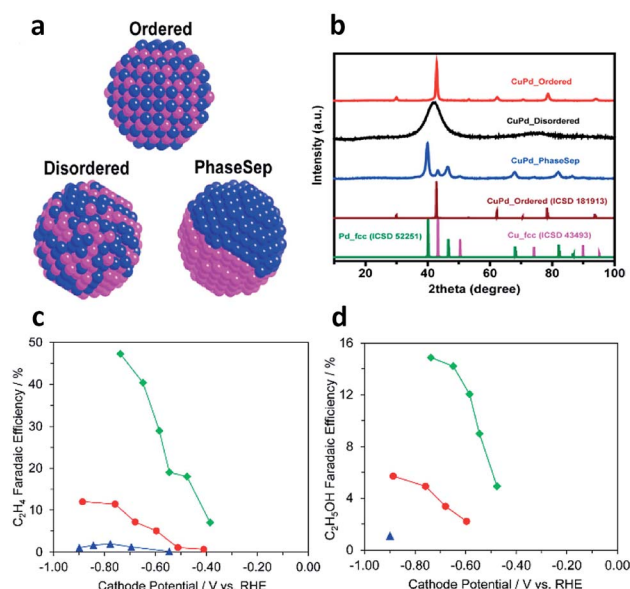 a
Ordered
Disordered
PhaseSep
b
Intensity (a.u.)
CuPd_Ordered
CuPd_Disordered
CuPd_PhaseSep
CuPd_Ordered (ICSD 181913)
Pd_fcc (ICSD 52251)
Cu_fcc (ICSD 43493)
20
40
60
80
100
2theta (degree)
c
C₂H₄ Faradaic Efficiency / %
50
40
30
20
10
0
-1.00
-0.80
-0.60
-0.40
-0.20
0.00
Cathode Potential / V vs. RHE
d
C₂H₅OH Faradaic Efficiency / %
16
12
8
4
0
-1.00
-0.80
-0.60
-0.40
-0.20
0.00
Cathode Potential / V vs. RHE